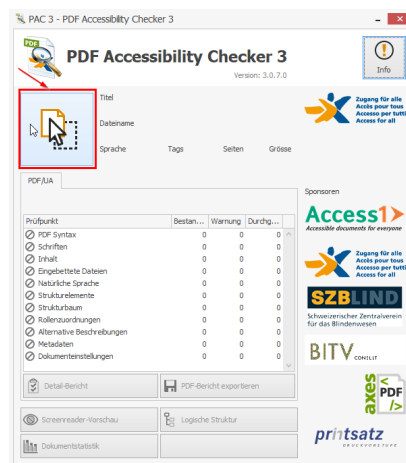 PAC 3 - PDF Accessibility Checker 3
PDF
PDF Accessibility Checker 3
Version: 3.0.7.0
Info
Titel
Dateiname
Sprache Tags Seiten Grösse
Zugang für alle
Accès pour tous
Accesso per tutti
Access for all
PDF/UA
Sponsoren
Prüfpunkt Bestan... Warnung Durchg...
PDF Syntax 0 0 0
Schriften 0 0 0
Inhalt 0 0 0
Eingebettete Dateien 0 0 0
Natürliche Sprache 0 0 0
Strukturelemente 0 0 0
Strukturbaum 0 0 0
Rollenzuordnungen 0 0 0
Alternative Beschreibungen 0 0 0
Metadaten 0 0 0
Dokumenteinstellungen 0 0 0
Access1
Accessible documents for everyone
Zugang für alle
Accès pour tous
Accesso per tutti
Access for all
SZBLIND
Schweizerischer Zentralverein
für das Blindenwesen
BITV CONSULT
Detail-Bericht
PDF-Bericht exportieren
Screenreader-Vorschau
Logische Struktur
Dokumentstatistik
axes
PDF
printsatz